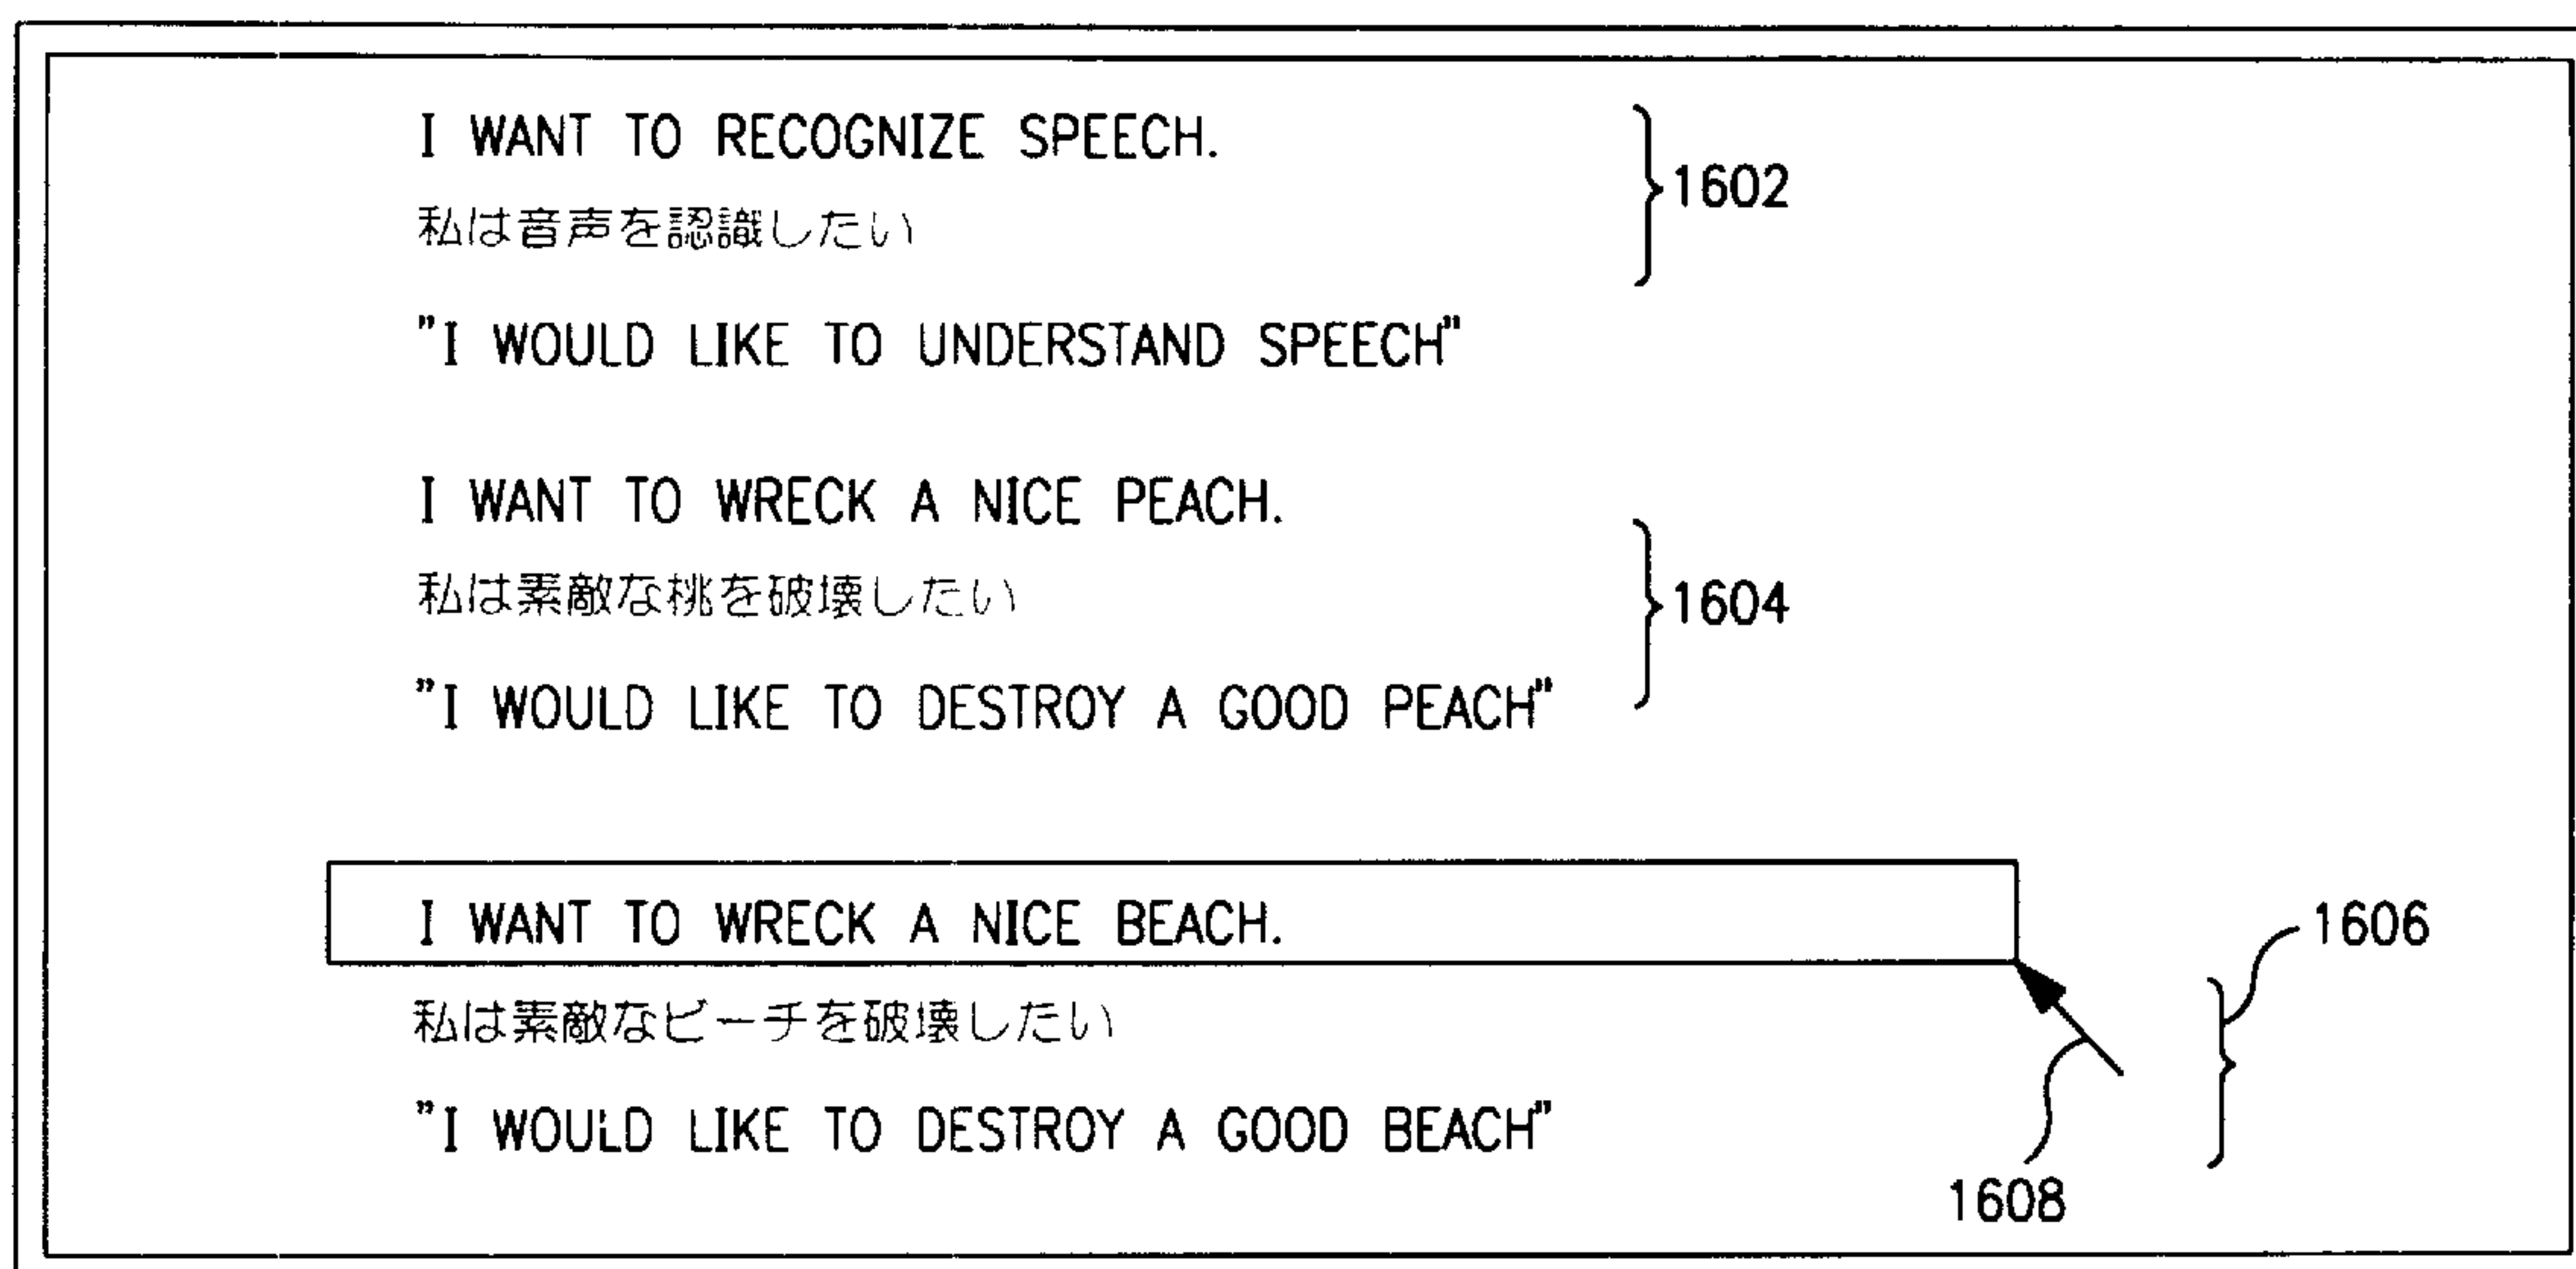 I WANT TO RECOGNIZE SPEECH.
1602
私は音声を認識したい
"I WOULD LIKE TO UNDERSTAND SPEECH"
I WANT TO WRECK A NICE PEACH.
私は素敵な桃を破壊したい
1604
"I WOULD LIKE TO DESTROY A GOOD PEACH"
I WANT TO WRECK A NICE BEACH.
1606
私は素敵なビーチを破壊したい
"I WOULD LIKE TO DESTROY A GOOD BEACH"
1608